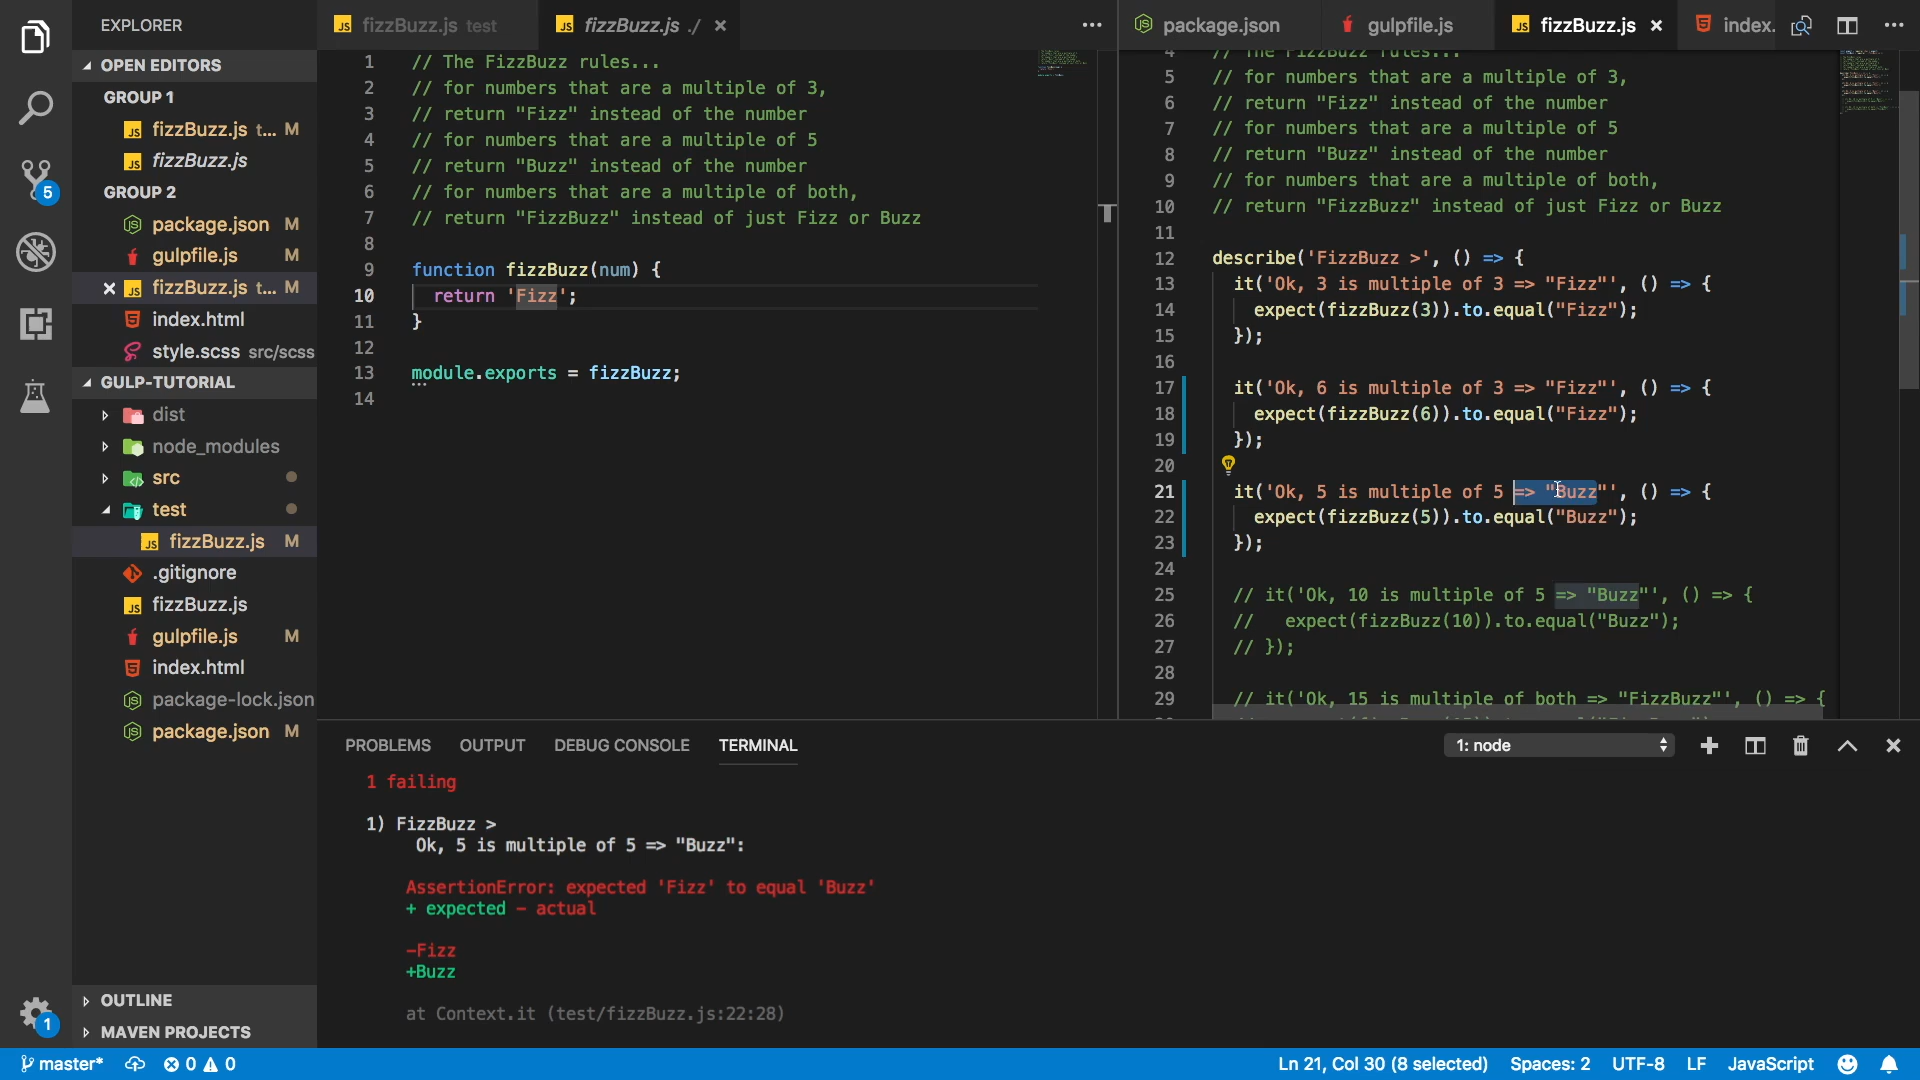 EXPLORER
OPEN EDITORS
GROUP 1
fizzBuzz.js t... M
fizzBuzz.js
GROUP 2
package.json M
gulpfile.js M
fizzBuzz.js t... M
index.html
style.scss src/scss
GULP-TUTORIAL
dist
node_modules
src
test
fizzBuzz.js M
.gitignore
fizzBuzz.js
gulpfile.js M
index.html
package-lock.json
package.json M
OUTLINE
MAVEN PROJECTS
5
1
fizzBuzz.js test
fizzBuzz.js ./
1 // The FizzBuzz rules...
2 // for numbers that are a multiple of 3,
3 // return "Fizz" instead of the number
4 // for numbers that are a multiple of 5
5 // return "Buzz" instead of the number
6 // for numbers that are a multiple of both,
7 // return "FizzBuzz" instead of just Fizz or Buzz
8
9 function fizzBuzz(num) {
10 return 'Fizz';
11 }
12
13 module.exports = fizzBuzz;
14
package.json
gulpfile.js
fizzBuzz.js
index.
4 // The FizzBuzz rules...
5 // for numbers that are a multiple of 3,
6 // return "Fizz" instead of the number
7 // for numbers that are a multiple of 5
8 // return "Buzz" instead of the number
9 // for numbers that are a multiple of both,
10 // return "FizzBuzz" instead of just Fizz or Buzz
11
12 describe('FizzBuzz >', () => {
13 it('Ok, 3 is multiple of 3 => "Fizz"', () => {
14 expect(fizzBuzz(3)).to.equal("Fizz");
15 });
16
17 it('Ok, 6 is multiple of 3 => "Fizz"', () => {
18 expect(fizzBuzz(6)).to.equal("Fizz");
19 });
20
21 it('Ok, 5 is multiple of 5 => "Buzz"', () => {
22 expect(fizzBuzz(5)).to.equal("Buzz");
23 });
24
25 // it('Ok, 10 is multiple of 5 => "Buzz"', () => {
26 // expect(fizzBuzz(10)).to.equal("Buzz");
27 // });
28
29 // it('Ok, 15 is multiple of both => "FizzBuzz"', () => {
PROBLEMS OUTPUT DEBUG CONSOLE TERMINAL
1: node
1 failing
1) FizzBuzz >
Ok, 5 is multiple of 5 => "Buzz":
AssertionError: expected 'Fizz' to equal 'Buzz'
+ expected - actual
-Fizz
+Buzz
at Context.it (test/fizzBuzz.js:22:28)
master* 0 0
Ln 21, Col 30 (8 selected) Spaces: 2 UTF-8 LF JavaScript